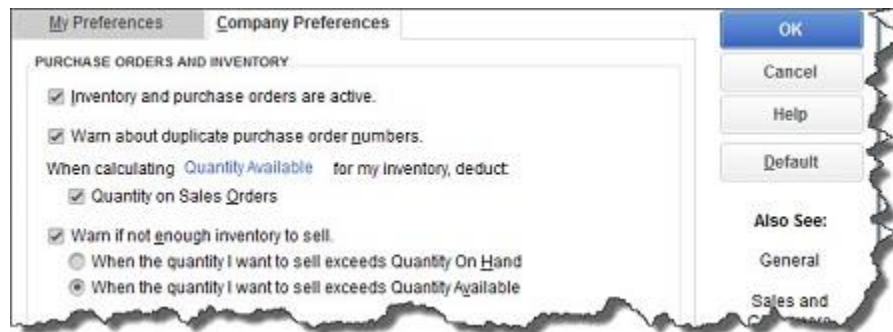 My Preferences
Company Preferences
PURCHASE ORDERS AND INVENTORY
Inventory and purchase orders are active.
Warn about duplicate purchase order numbers.
When calculating Quantity Available for my inventory, deduct:
Quantity on Sales Orders
Warn if not enough inventory to sell.
When the quantity I want to sell exceeds Quantity On Hand
When the quantity I want to sell exceeds Quantity Available
OK
Cancel
Help
Default
Also See:
General
Sales and